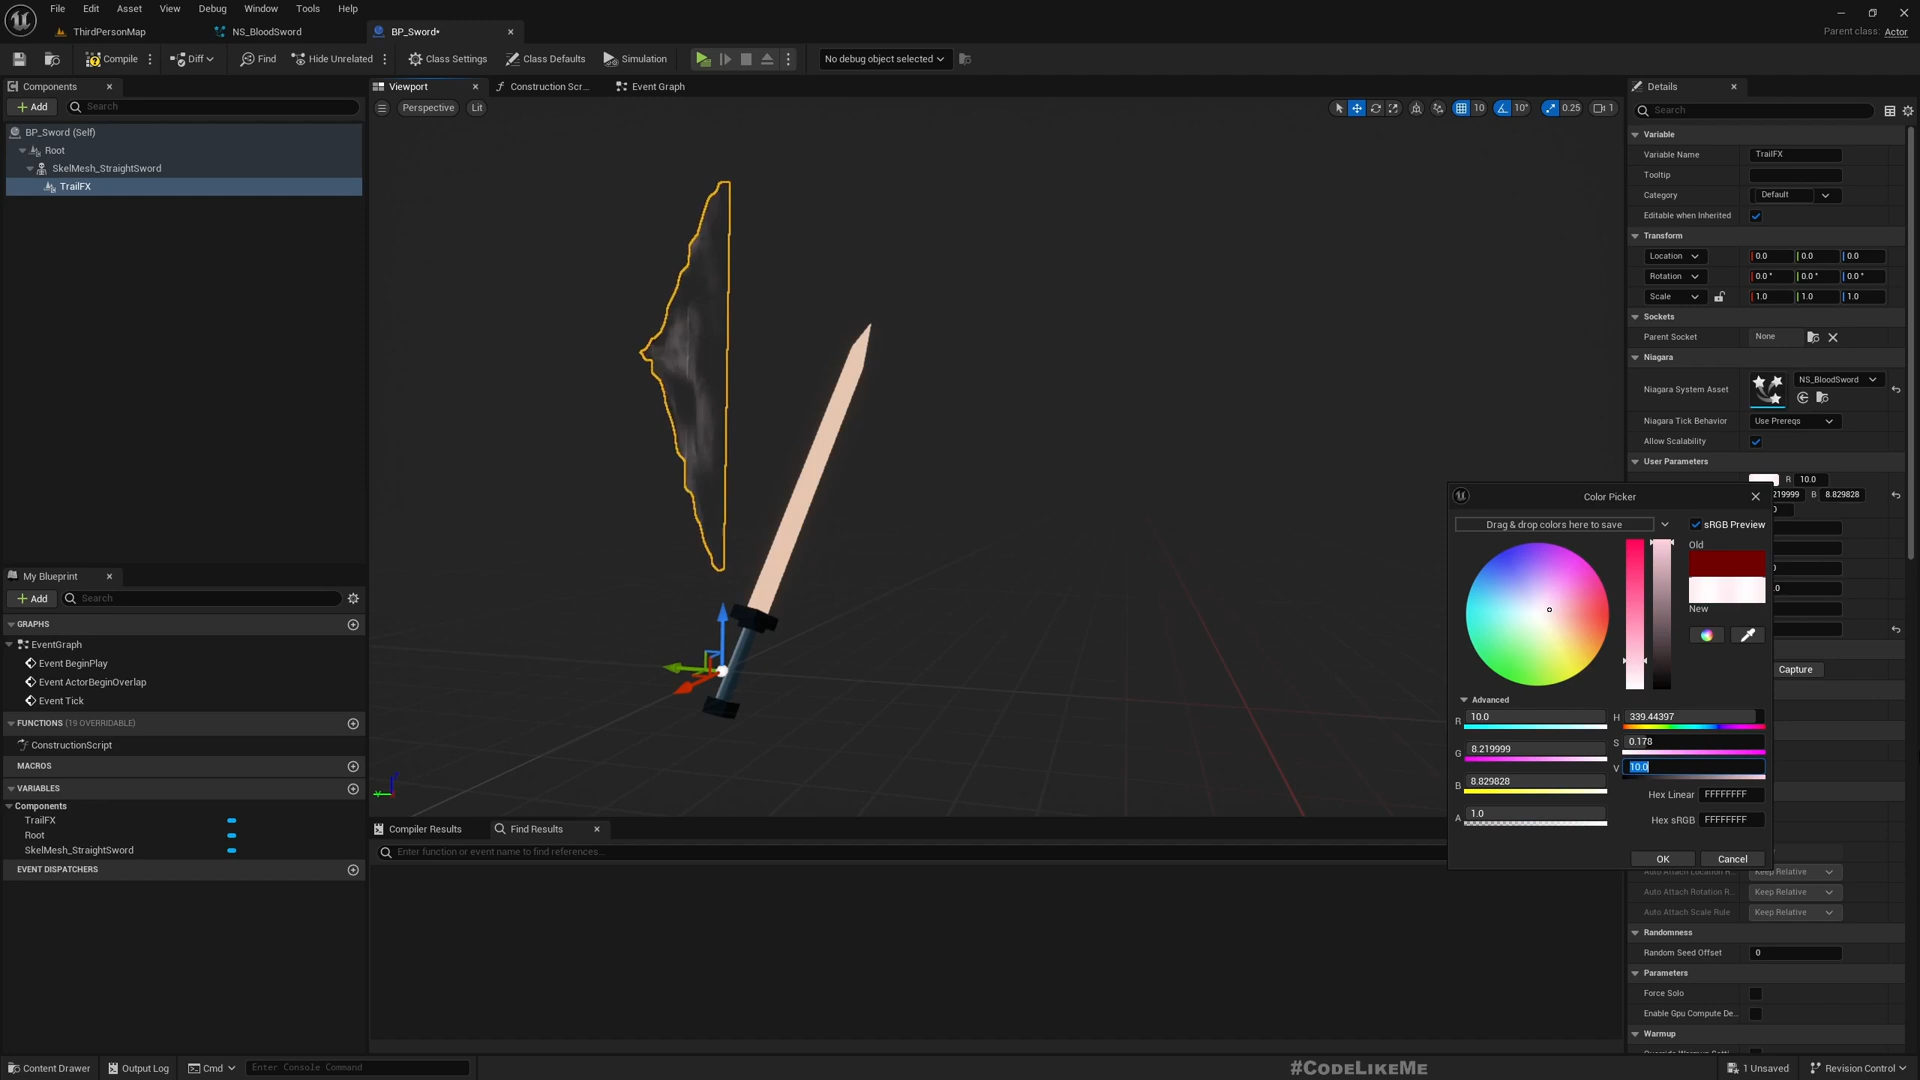 File Edit Asset View Debug Window Tools Help
ThirdPersonMap NS_BloodSword BP_Sword*
Parent class: Actor
Compile Diff Find Hide Unrelated Class Settings Class Defaults Simulation No debug object selected
Components
Add Search
BP_Sword (Self)
Root
SkelMesh_StraightSword
TrailFX
Viewport Construction Scr... Event Graph
Perspective Lit 10 10° 0.25 1
My Blueprint
Add Search
GRAPHS
EventGraph
Event BeginPlay
Event ActorBeginOverlap
Event Tick
FUNCTIONS (19 OVERRIDABLE)
ConstructionScript
MACROS
VARIABLES
Components
TrailFX
Root
SkelMesh_StraightSword
EVENT DISPATCHERS
Compiler Results Find Results
Enter function or event name to find references...
Details
Search
Variable
Variable Name TrailFX
Tooltip
Category Default
Editable when Inherited
Transform
Location 0.0 0.0 0.0
Rotation 0.0 ° 0.0 ° 0.0 °
Scale 1.0 1.0 1.0
Sockets
Parent Socket None
Niagara
Niagara System Asset NS_BloodSword
Niagara Tick Behavior Use Prereqs
Allow Scalability
User Parameters
R 10.0
219999 B 8.829828
Color Picker
Drag & drop colors here to save sRGB Preview
Old
New
Capture
Advanced
R 10.0 H 339.44397
G 8.219999 S 0.178
B 8.829828 V 10.0
A 1.0 Hex Linear FFFFFFFF
Hex sRGB FFFFFFFF
OK Cancel
Auto Attach Location R... Keep Relative
Auto Attach Rotation R... Keep Relative
Auto Attach Scale Rule Keep Relative
Randomness
Random Seed Offset 0
Parameters
Force Solo
Enable Gpu Compute De...
Warmup
Content Drawer Output Log Cmd Enter Console Command #CodeLikeMe 1 Unsaved Revision Control